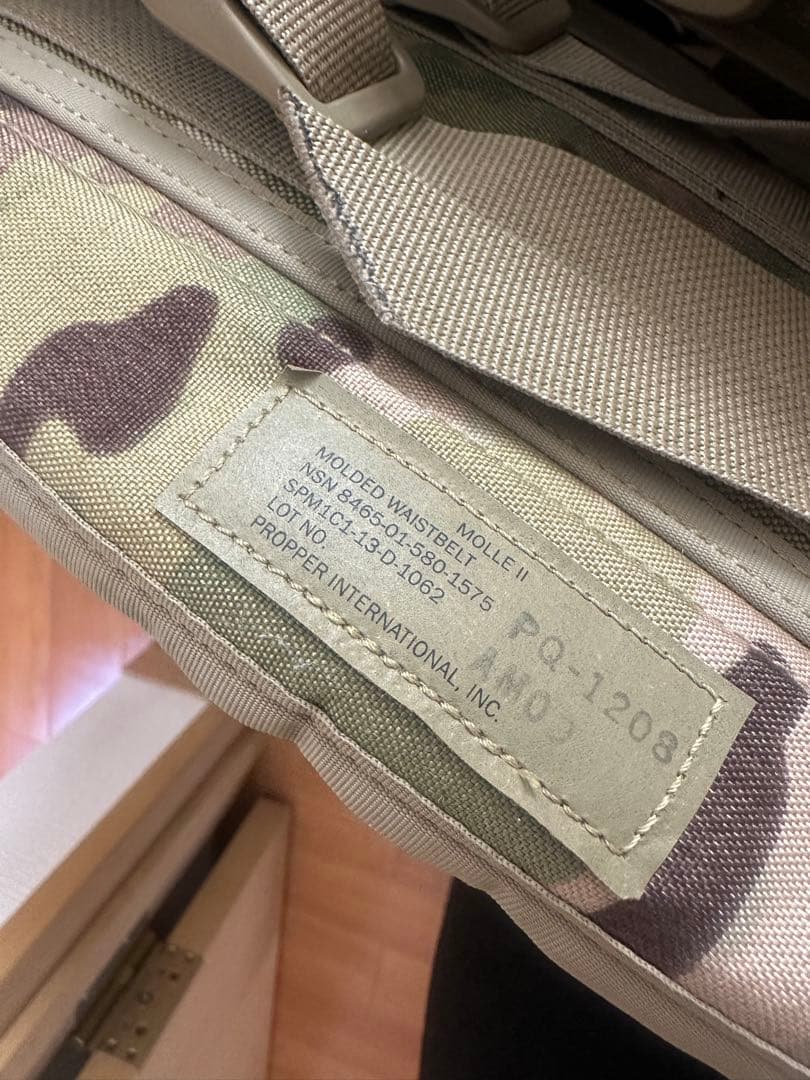 MOLLE II
MOLDED WAISTBELT
NSN 8465-01-580-1575
SPM1C1-13-D-1062
LOT NO.
PROPPER INTERNATIONAL, INC.
PQ-1208